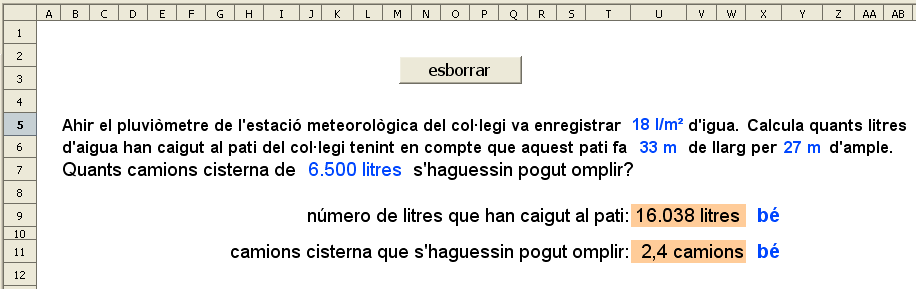 A B C D E F G H I J K L M N O P Q R S T U V W X Y Z AA AB
1
2
esborrar
3
4
5 Ahir el pluviòmetre de l'estació meteorològica del col·legi va enregistrar 18 l/m² d'igua. Calcula quants litres
6 d'aigua han caigut al pati del col·legi tenint en compte que aquest pati fa 33 m de llarg per 27 m d'ample.
7 Quants camions cisterna de 6.500 litres s'haguessin pogut omplir?
8
9 número de litres que han caigut al pati: 16.038 litres bé
10
11 camions cisterna que s'haguessin pogut omplir: 2,4 camions bé
12